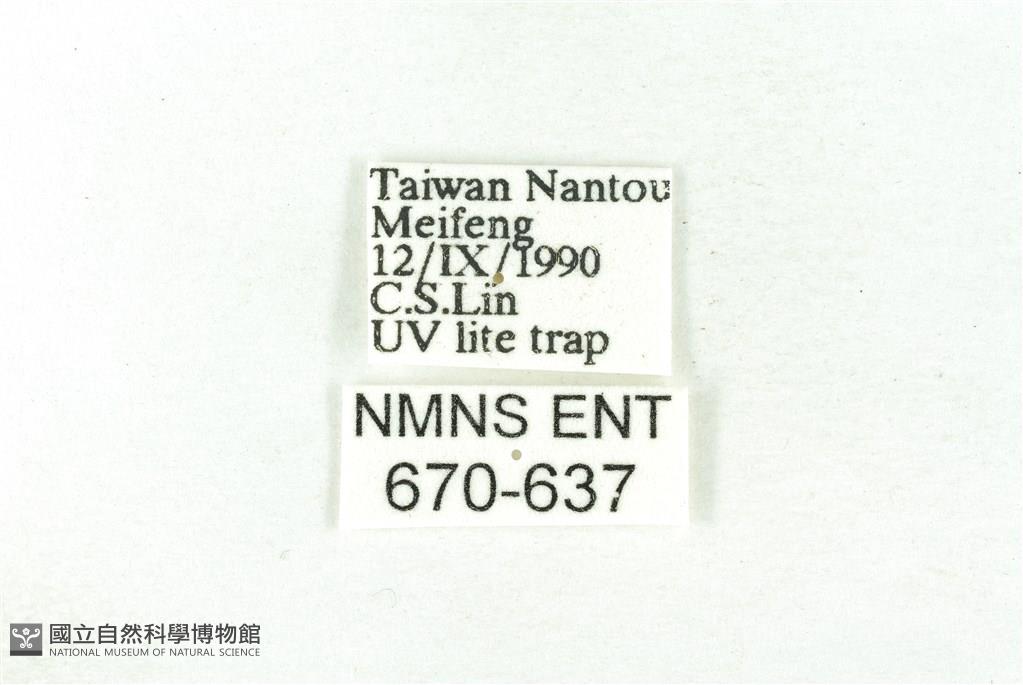 Taiwan Nantou
Meifeng
12/IX/1990
C.S.Lin
UV lite trap
NMNS ENT
670-637
國立自然科學博物館
NATIONAL MUSEUM OF NATURAL SCIENCE